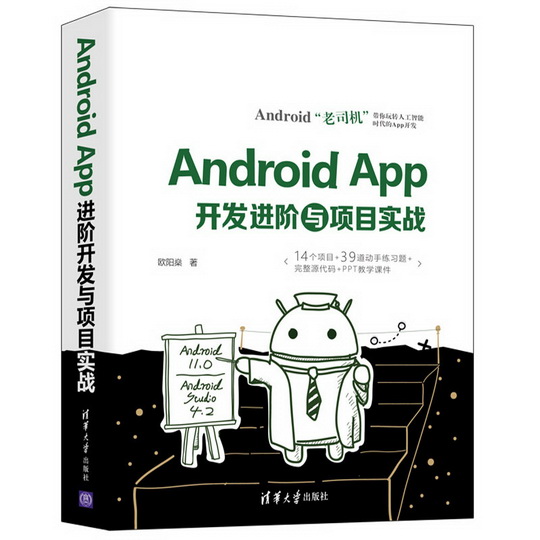 Android App进阶开发与项目实战
清华大学出版社
Android “老司机” 带你玩转人工智能
时代的App开发
Android App
开发进阶与项目实战
14个项目+39道动手练习题+
完整源代码+PPT教学课件
欧阳燊 著
Android
11.0
Android
Studio
4.2
清华大学出版社